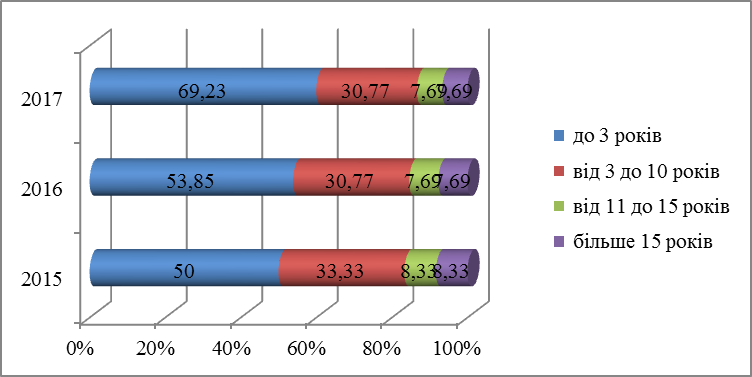 2017
69,23 30,77 7,69 7,69
2016
53,85 30,77 7,69 7,69
2015
50 33,33 8,33 8,33
0% 20% 40% 60% 80% 100%
до 3 років
від 3 до 10 років
від 11 до 15 років
більше 15 років